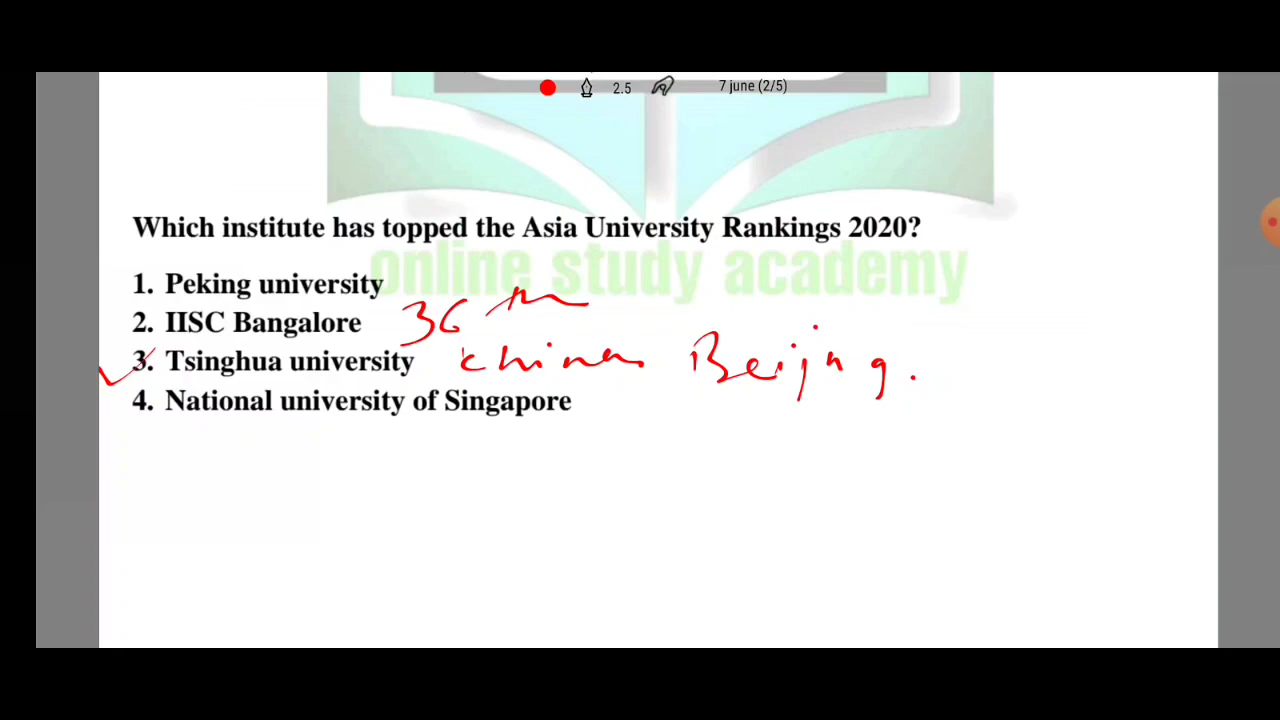 2.5 7 june (2/5)
Which institute has topped the Asia University Rankings 2020?
online study academy
1. Peking university
2. IISC Bangalore 36 th
3. Tsinghua university china Beijng.
4. National university of Singapore